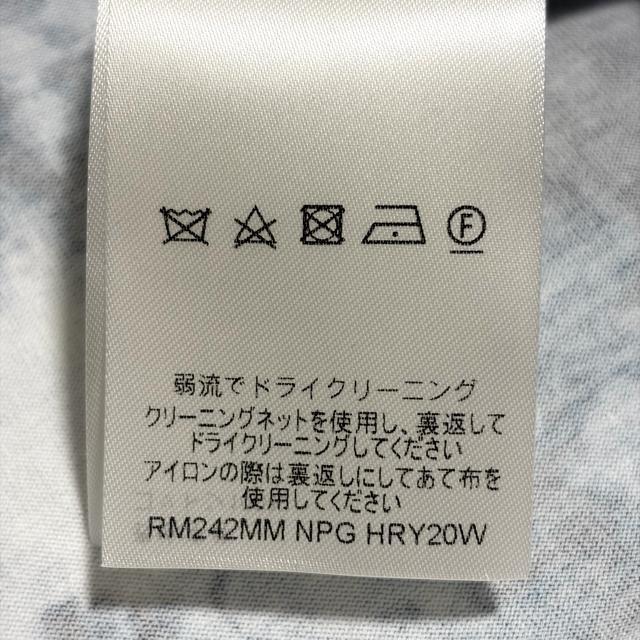 F
弱流でドライクリーニング
クリーニングネットを使用し、裏返して
ドライクリーニングしてください
アイロンの際は裏返しにしてあて布を
使用してください
RM242MM NPG HRY20W